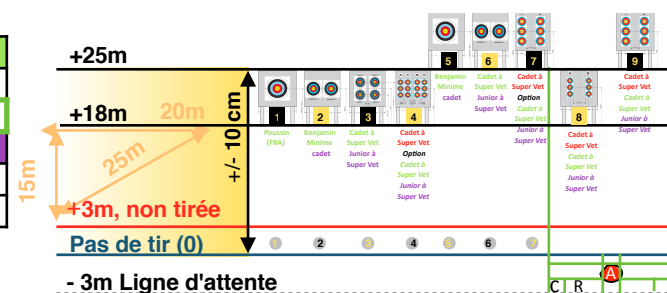 +25m
5 6 7 9
Benjamin Minime cadet
Cadet à Super Vet Junior à Super Vet
Cadet à Super Vet Option Cadet à Super Vet Junior à Super Vet
Cadet à Super Vet Cadet à Super Vet Junior à Super Vet
+18m 20m
1 2 3 4 8
Poussin (FRA)
Benjamin Minime cadet
Cadet à Super Vet Junior à Super Vet
Cadet à Super Vet Option Cadet à Super Vet Junior à Super Vet
Cadet à Super Vet Cadet à Super Vet Junior à Super Vet
+/- 10 cm
15m
25m
+3m, non tirée
Pas de tir (0) 1 2 3 4 5 6 7
A
- 3m Ligne d'attente
C R